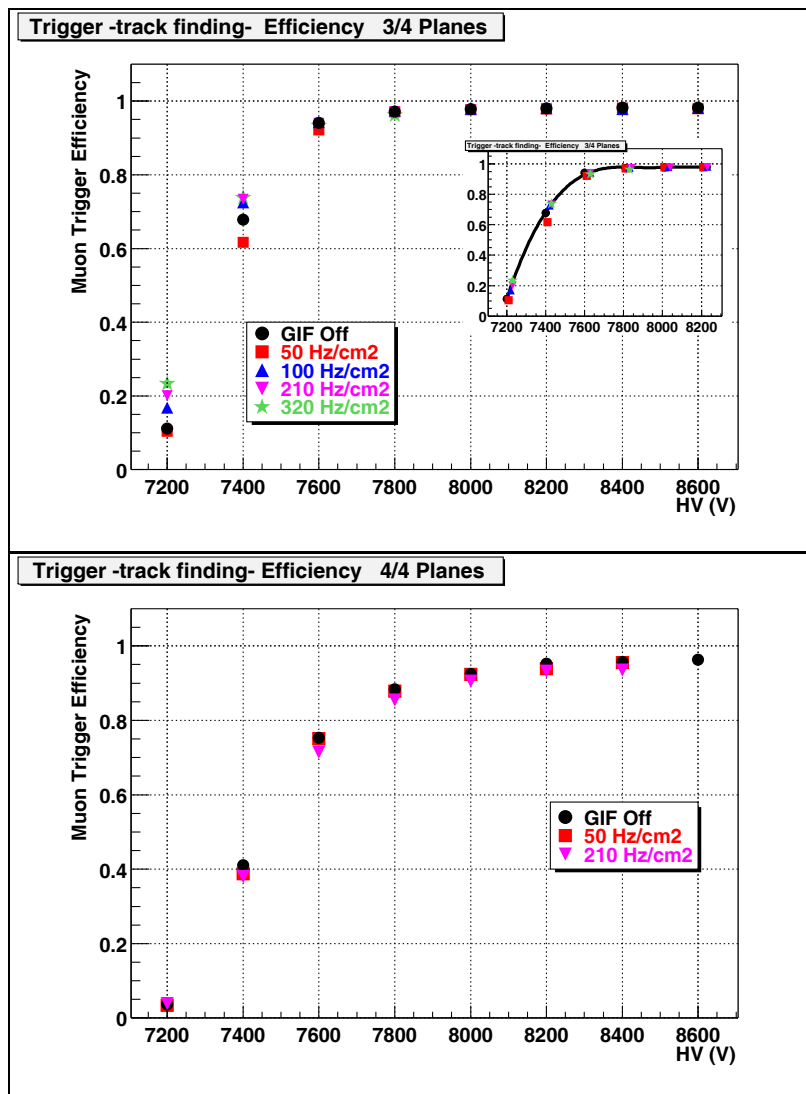 Trigger -track finding- Efficiency 3/4 Planes
Muon Trigger Efficiency
1
0.8
0.6
0.4
0.2
0
Trigger -track finding- Efficiency 3/4 Planes
1
0.8
0.6
0.4
0.2
0
7200 7400 7600 7800 8000 8200
GIF Off
50 Hz/cm2
100 Hz/cm2
210 Hz/cm2
320 Hz/cm2
7200 7400 7600 7800 8000 8200 8400 8600
HV (V)
Trigger -track finding- Efficiency 4/4 Planes
Muon Trigger Efficiency
1
0.8
0.6
0.4
0.2
0
GIF Off
50 Hz/cm2
210 Hz/cm2
7200 7400 7600 7800 8000 8200 8400 8600
HV (V)